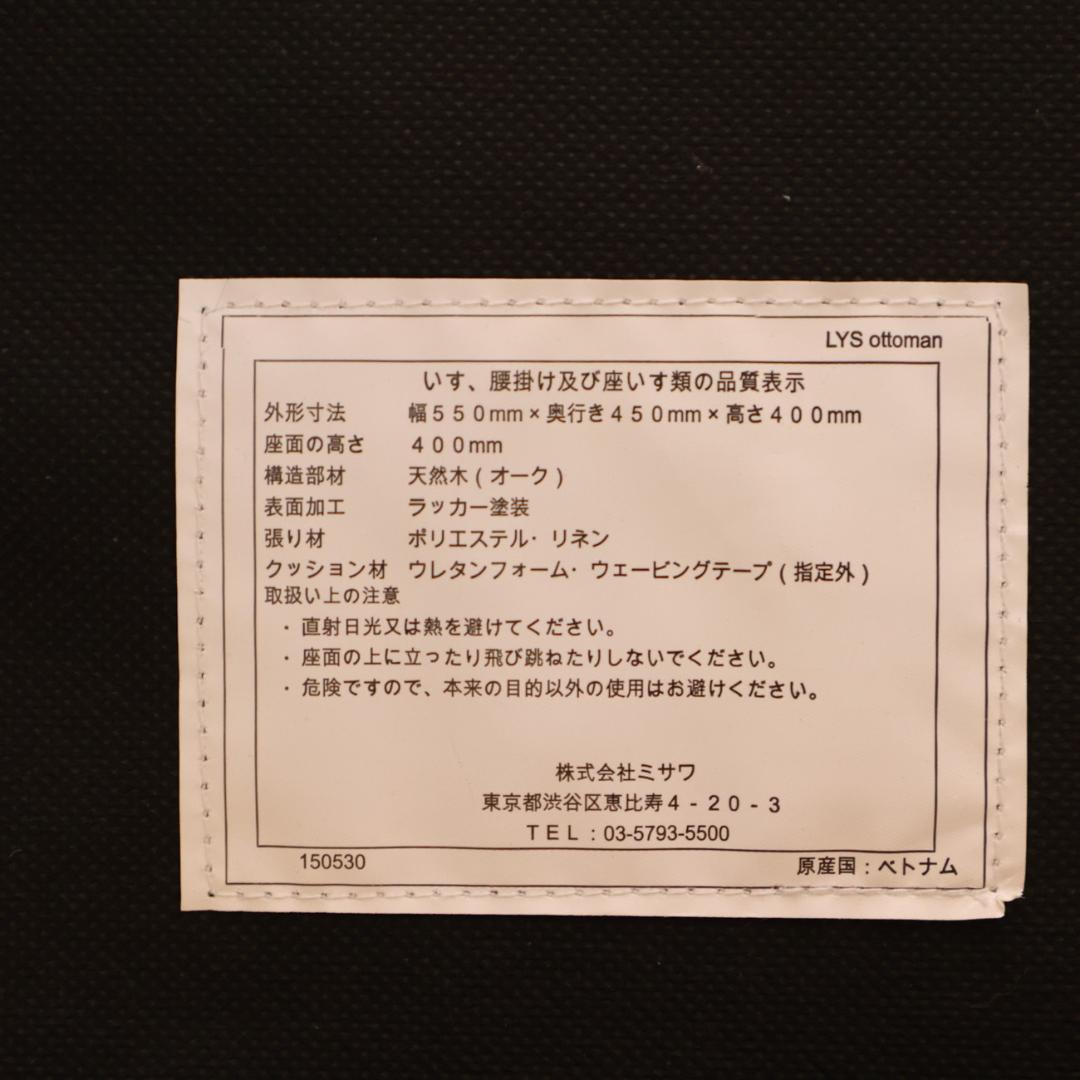 LYS ottoman
いす、腰掛け及び座いす類の品質表示
外形寸法 幅５５０mm×奥行き４５０mm×高さ４００mm
座面の高さ ４００mm
構造部材 天然木(オーク)
表面加工 ラッカー塗装
張り材 ポリエステル・リネン
クッション材 ウレタンフォーム・ウェービングテープ(指定外)
取扱い上の注意
・直射日光又は熱を避けてください。
・座面の上に立ったり飛び跳ねたりしないでください。
・危険ですので、本来の目的以外の使用はお避けください。
株式会社ミサワ
東京都渋谷区恵比寿4-20-3
ＴＥＬ：03-5793-5500
150530 原産国：ベトナム